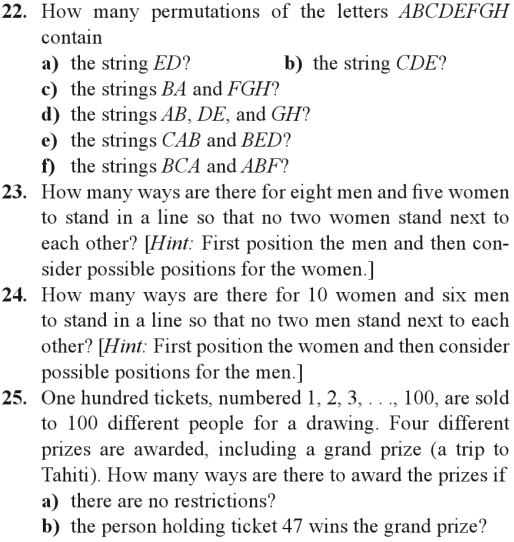 22. How many permutations of the letters ABCDEFGH
contain
a) the string ED? b) the string CDE?
c) the strings BA and FGH?
d) the strings AB, DE, and GH?
e) the strings CAB and BED?
f) the strings BCA and ABF?
23. How many ways are there for eight men and five women
to stand in a line so that no two women stand next to
each other? [Hint: First position the men and then con-
sider possible positions for the women.]
24. How many ways are there for 10 women and six men
to stand in a line so that no two men stand next to each
other? [Hint: First position the women and then consider
possible positions for the men.]
25. One hundred tickets, numbered 1, 2, 3, . . ., 100, are sold
to 100 different people for a drawing. Four different
prizes are awarded, including a grand prize (a trip to
Tahiti). How many ways are there to award the prizes if
a) there are no restrictions?
b) the person holding ticket 47 wins the grand prize?